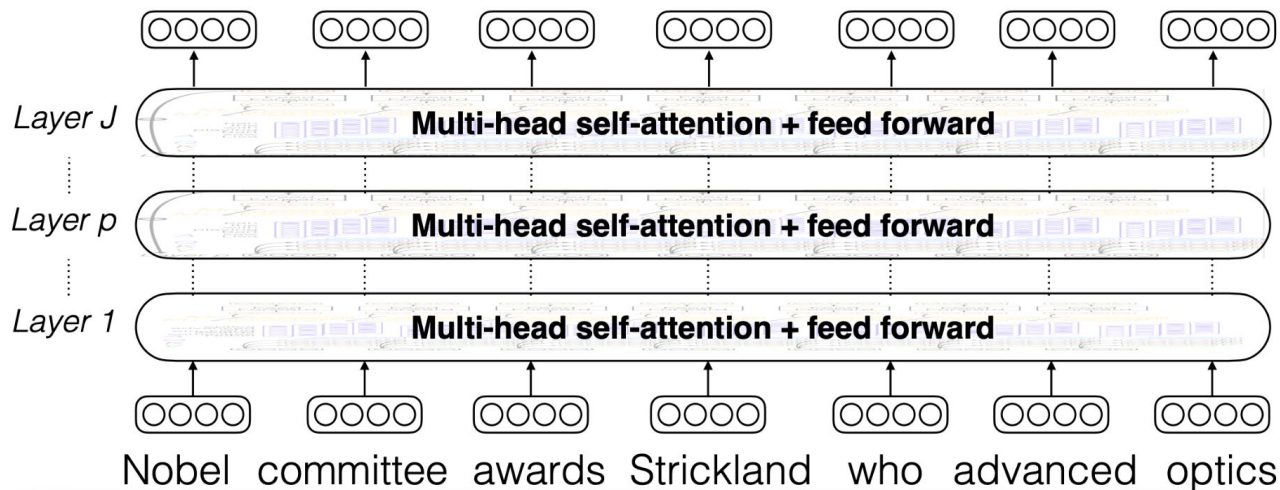 Layer J
Multi-head self-attention + feed forward
Layer p
Multi-head self-attention + feed forward
Layer 1
Multi-head self-attention + feed forward
Nobel committee awards Strickland who advanced optics